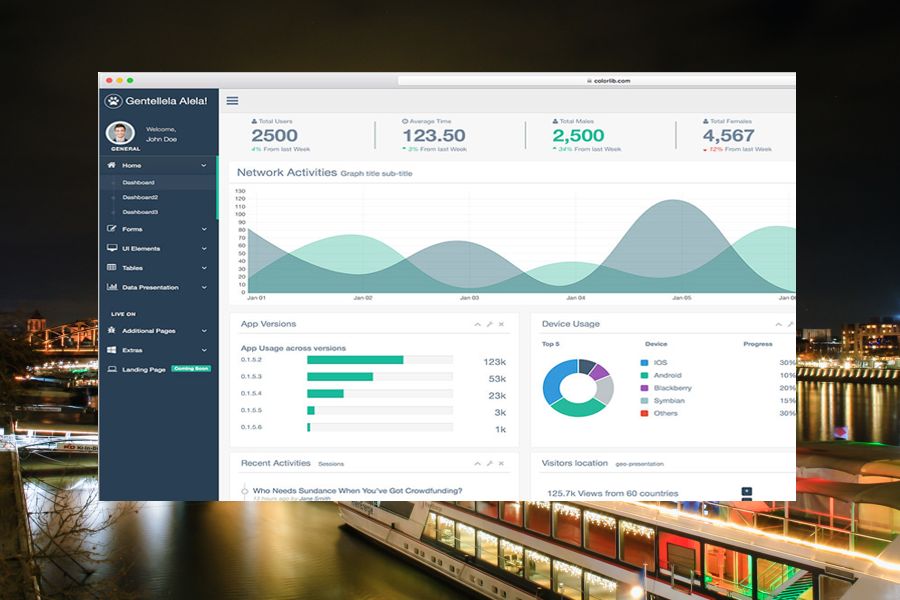 colorlib.com
Gentellela Alela!
Welcome,
John Doe
GENERAL
Home
Dashboard
Dashboard2
Dashboard3
Forms
UI Elements
Tables
Data Presentation
LIVE ON
Additional Pages
Extras
Landing Page Coming Soon
Total Users
2500
4% From last Week
Average Time
123.50
3% From last Week
Total Males
2,500
34% From last Week
Total Females
4,567
12% From last Week
Network Activities Graph title sub-title
130
120
110
100
90
80
70
60
50
40
30
20
10
0
Jan 01 Jan 02 Jan 03 Jan 04 Jan 05
App Versions
App Usage across versions
0.1.5.2 123k
0.1.5.3 53k
0.1.5.4 23k
0.1.5.5 3k
0.1.5.6 1k
Device Usage
Top 5 Device Progress
IOS 30%
Android 10%
Blackberry 20%
Symbian 15%
Others 30%
Recent Activities Sessions
Who Needs Sundance When You've Got Crowdfunding?
13 hours ago by Jane Smith
Visitors location geo-presentation
125.7k Views from 60 countries
+